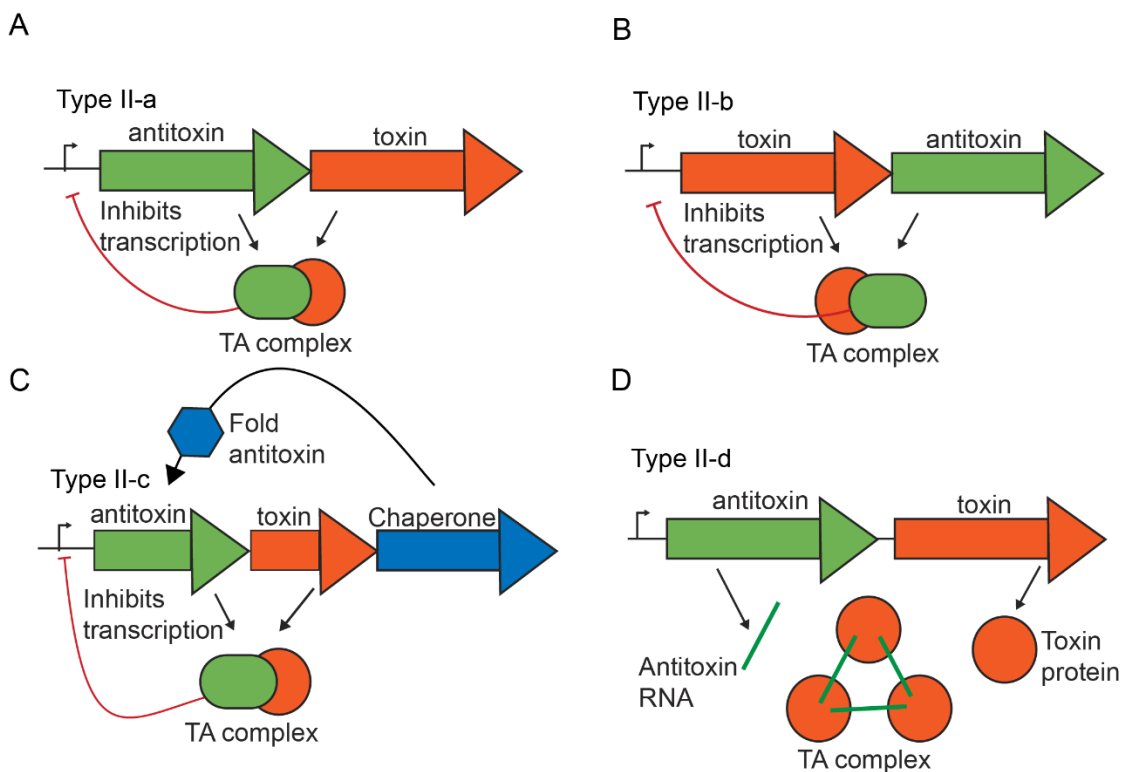 A
Type II-a
antitoxin
toxin
Inhibits
transcription
TA complex
B
Type II-b
toxin
antitoxin
Inhibits
transcription
TA complex
C
Fold
antitoxin
Type II-c
antitoxin
toxin
Chaperone
Inhibits
transcription
TA complex
D
Type II-d
antitoxin
toxin
Antitoxin
RNA
Toxin
protein
TA complex